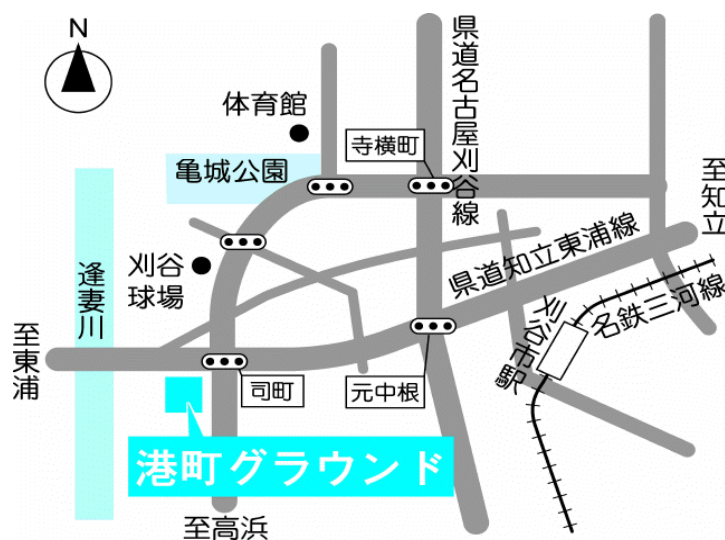 N
体育館
亀城公園
寺横町
県道名古屋刈谷線
至知立
逢妻川
刈谷
球場
県道知立東浦線
名鉄三河線
刈谷市駅
至東浦
司町
元中根
港町グラウンド
至高浜